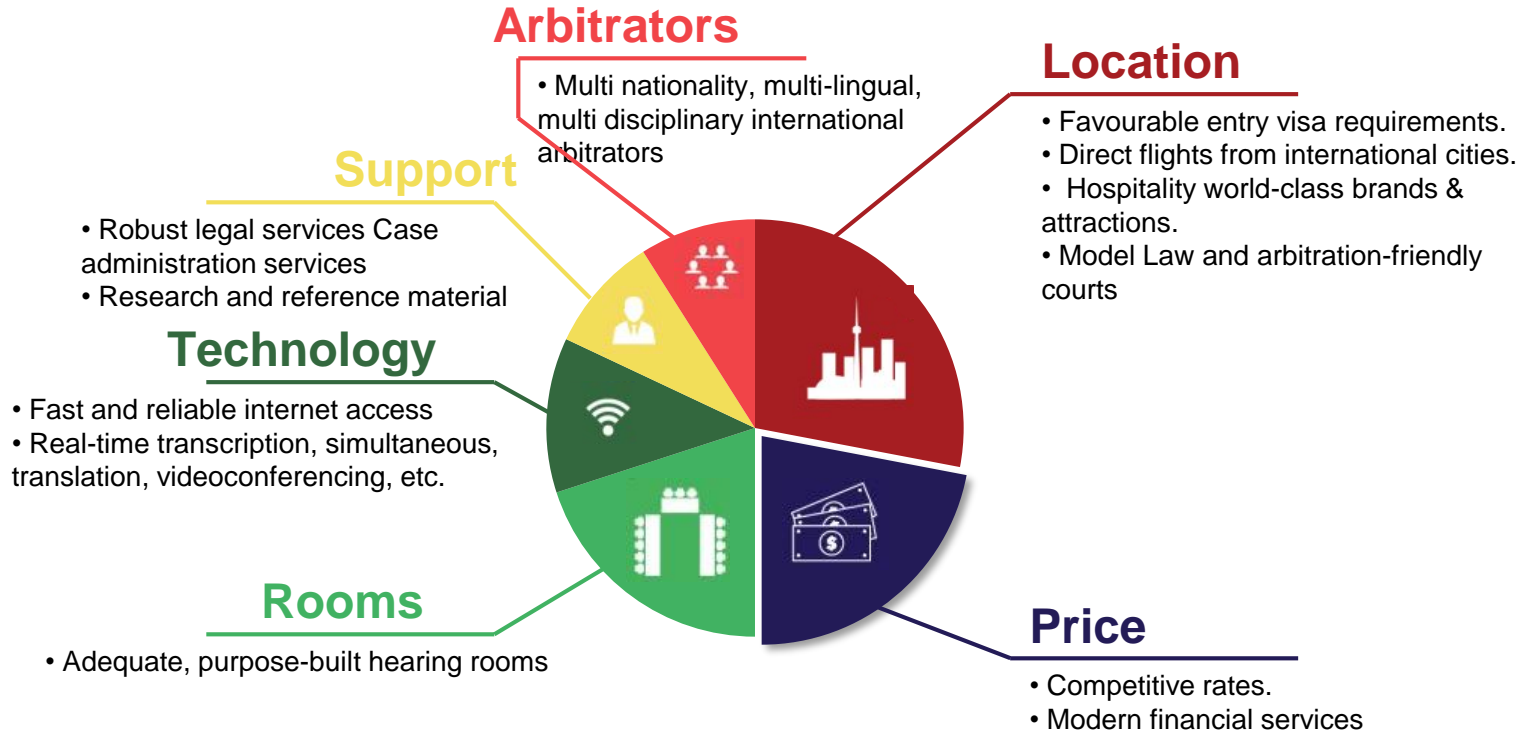 Arbitrators
• Multi nationality, multi-lingual,
multi disciplinary international
arbitrators
Location
• Favourable entry visa requirements.
• Direct flights from international cities.
• Hospitality world-class brands &
attractions.
• Model Law and arbitration-friendly
courts
Support
• Robust legal services Case
administration services
• Research and reference material
Technology
• Fast and reliable internet access
• Real-time transcription, simultaneous,
translation, videoconferencing, etc.
Rooms
• Adequate, purpose-built hearing rooms
$
Price
• Competitive rates.
• Modern financial services